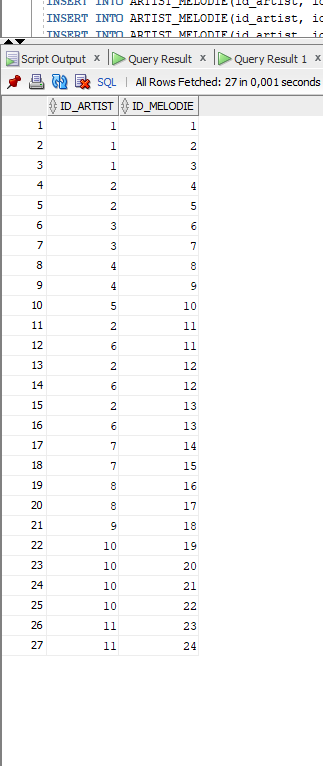 INSERT INTO ARTIST_MELODIE(id_artist, id
INSERT INTO ARTIST_MELODIE(id_artist, id
INSERT INTO ARTIST_MELODIE(id_artist, id
Script Output x Query Result x Query Result 1 x
SQL | All Rows Fetched: 27 in 0,001 seconds
ID_ARTIST ID_MELODIE
1 1 1
2 1 2
3 1 3
4 2 4
5 2 5
6 3 6
7 3 7
8 4 8
9 4 9
10 5 10
11 2 11
12 6 11
13 2 12
14 6 12
15 2 13
16 6 13
17 7 14
18 7 15
19 8 16
20 8 17
21 9 18
22 10 19
23 10 20
24 10 21
25 10 22
26 11 23
27 11 24